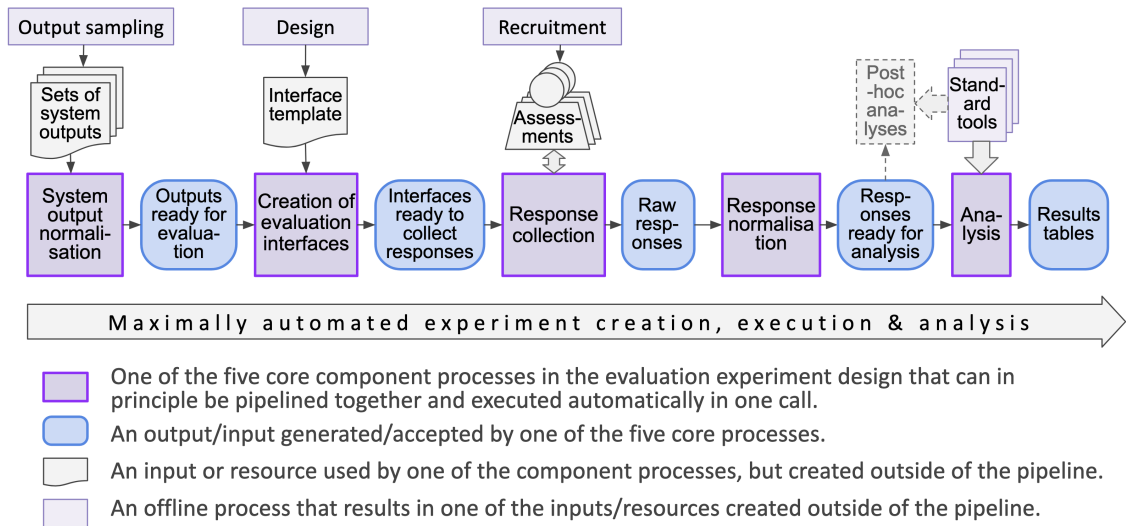 Output sampling
Design
Recruitment
Sets of
system
outputs
Interface
template
Assess-
ments
Post
-hoc
ana-
lyses
Stand-
ard
tools
System
output
normali-
sation
Outputs
ready for
evalua-
tion
Creation of
evaluation
interfaces
Interfaces
ready to
collect
responses
Response
collection
Raw
resp-
onses
Response
normalisa
tion
Resp-
onses
ready for
analysis
Ana-
lysis
Results
tables
Maximally automated experiment creation, execution & analysis
One of the five core component processes in the evaluation experiment design that can in
principle be pipelined together and executed automatically in one call.
An output/input generated/accepted by one of the five core processes.
An input or resource used by one of the component processes, but created outside of the pipeline.
An offline process that results in one of the inputs/resources created outside of the pipeline.